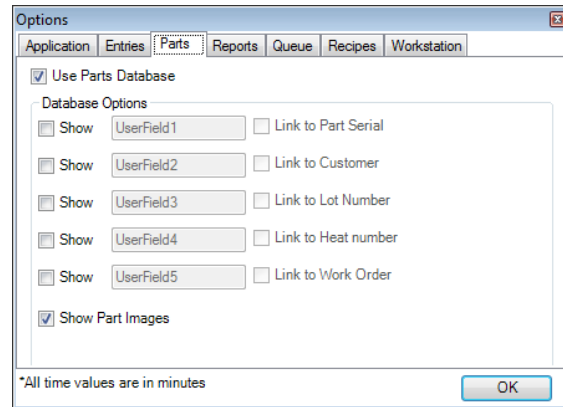 Options
Application Entries Parts Reports Queue Recipes Workstation
Use Parts Database
Database Options
Show UserField1 Link to Part Serial
Show UserField2 Link to Customer
Show UserField3 Link to Lot Number
Show UserField4 Link to Heat number
Show UserField5 Link to Work Order
Show Part Images
*All time values are in minutes OK